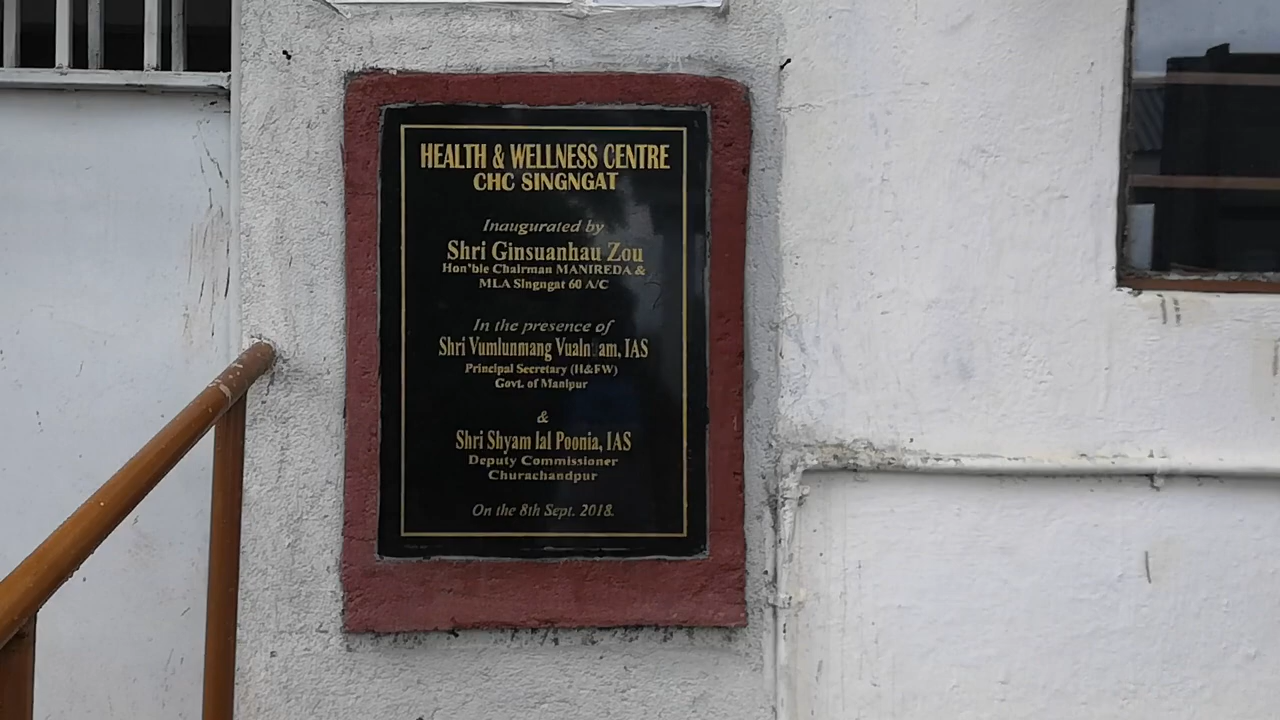 HEALTH & WELLNESS CENTRE
CHC SINGNGAT
Inaugurated by
Shri Ginsuanhau Zou
Hon'ble Chairman MANIREDA &
MLA Singngat 60 A/C
In the presence of
Shri Vumlunmang Vualn am, IAS
Principal Secretary (H&FW)
Govt. of Manipur
&
Shri Shyam lal Poonia, IAS
Deputy Commissioner
Churachandpur
On the 8th Sept. 2018.